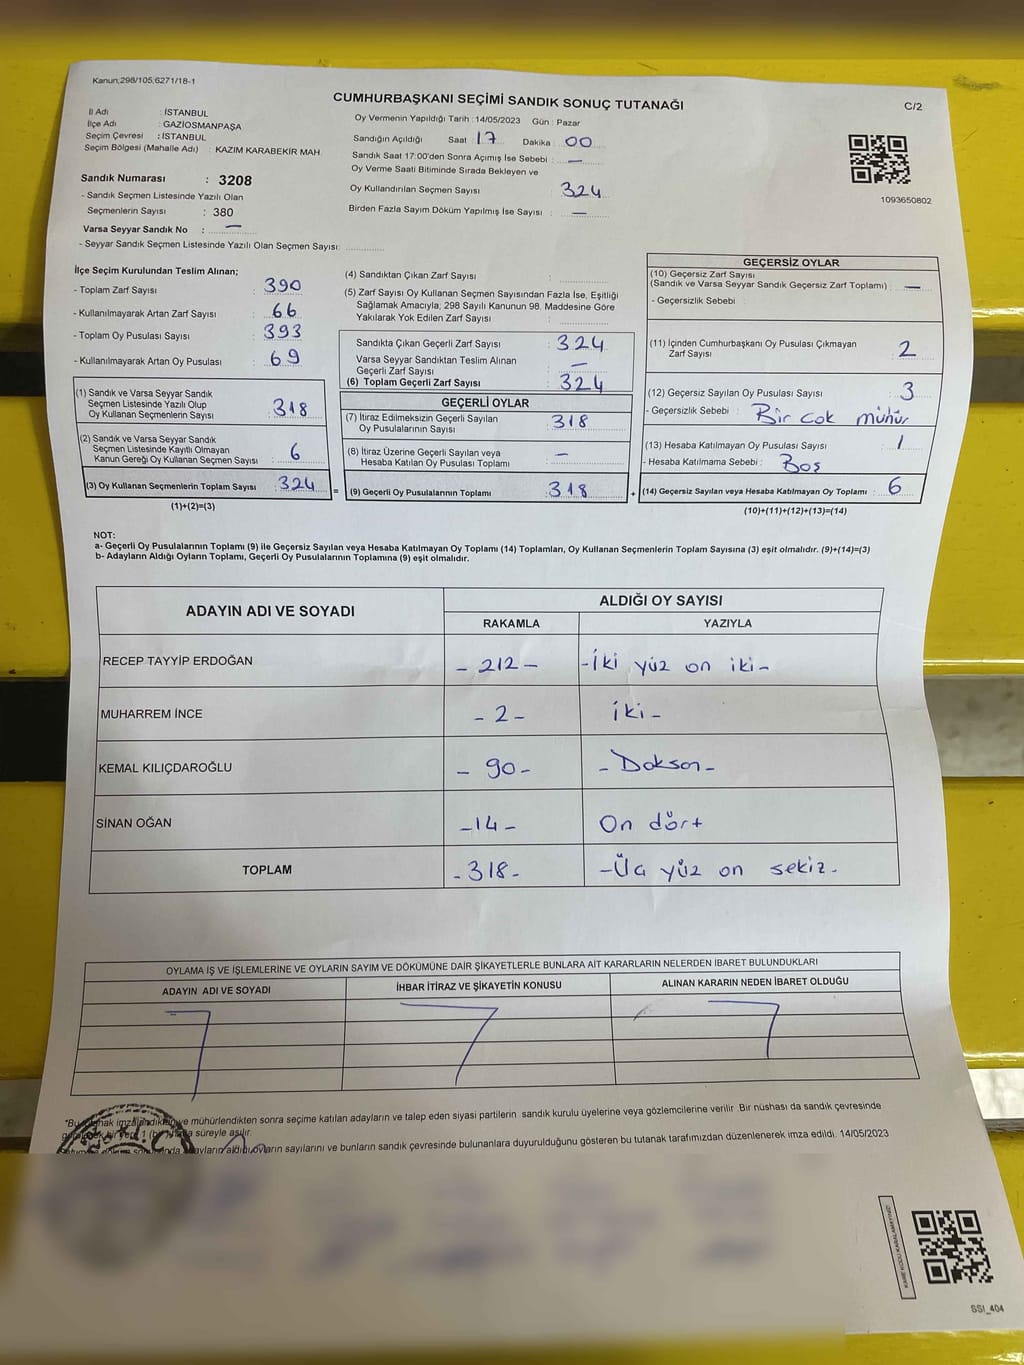 Kanun;298/105,6271/18-1
CUMHURBAŞKANI SEÇİMİ SANDIK SONUÇ TUTANAĞI
C/2
İl Adı : İSTANBUL
İlçe Adı : GAZİOSMANPAŞA
Seçim Çevresi : İSTANBUL
Seçim Bölgesi (Mahalle Adı) : KAZIM KARABEKİR MAH.
Sandık Numarası : 3208
- Sandık Seçmen Listesinde Yazılı Olan
Seçmenlerin Sayısı : 380
Varsa Seyyar Sandık No : —
- Seyyar Sandık Seçmen Listesinde Yazılı Olan Seçmen Sayısı:
Oy Vermenin Yapıldığı Tarih : 14/05/2023 Gün : Pazar
Sandığın Açıldığı Saat : 17 Dakika : 00
Sandık Saat 17:00'den Sonra Açımış İse Sebebi : —
Oy Verme Saati Bitiminde Sırada Bekleyen ve
Oy Kullandırılan Seçmen Sayısı : 324
Birden Fazla Sayım Döküm Yapılmış İse Sayısı : —
1093650802
İlçe Seçim Kurulundan Teslim Alınan;
- Toplam Zarf Sayısı : 390
- Kullanılmayarak Artan Zarf Sayısı : 66
- Toplam Oy Pusulası Sayısı : 393
- Kullanılmayarak Artan Oy Pusulası : 69
(1) Sandık ve Varsa Seyyar Sandık
Seçmen Listesinde Yazılı Olup
Oy Kullanan Seçmenlerin Sayısı : 318
(2) Sandık ve Varsa Seyyar Sandık
Seçmen Listesinde Kayıtlı Olmayan
Kanun Gereği Oy Kullanan Seçmen Sayısı : 6
(3) Oy Kullanan Seçmenlerin Toplam Sayısı : 324
(1)+(2)=(3)
(4) Sandıktan Çıkan Zarf Sayısı :
(5) Zarf Sayısı Oy Kullanan Seçmen Sayısından Fazla İse, Eşitliği
Sağlamak Amacıyla; 298 Sayılı Kanunun 98. Maddesine Göre
Yakılarak Yok Edilen Zarf Sayısı :
Sandıkta Çıkan Geçerli Zarf Sayısı : 324
Varsa Seyyar Sandıktan Teslim Alınan
Geçerli Zarf Sayısı : —
(6) Toplam Geçerli Zarf Sayısı : 324
GEÇERLİ OYLAR
(7) İtiraz Edilmeksizin Geçerli Sayılan
Oy Pusulalarının Sayısı : 318
(8) İtiraz Üzerine Geçerli Sayılan veya
Hesaba Katılan Oy Pusulası Toplamı : —
= (9) Geçerli Oy Pusulalarının Toplamı : 318 +
GEÇERSİZ OYLAR
(10) Geçersiz Zarf Sayısı
(Sandık ve Varsa Seyyar Sandık Geçersiz Zarf Toplamı) : —
- Geçersizlik Sebebi :
(11) İçinden Cumhurbaşkanı Oy Pusulası Çıkmayan
Zarf Sayısı : 2
(12) Geçersiz Sayılan Oy Pusulası Sayısı : 3
- Geçersizlik Sebebi : Bir çok mühür
(13) Hesaba Katılmayan Oy Pusulası Sayısı : 1
- Hesaba Katılmama Sebebi : Boş
(14) Geçersiz Sayılan veya Hesaba Katılmayan Oy Toplamı : 6
(10)+(11)+(12)+(13)=(14)
NOT:
a- Geçerli Oy Pusulalarının Toplamı (9) ile Geçersiz Sayılan veya Hesaba Katılmayan Oy Toplamı (14) Toplamları, Oy Kullanan Seçmenlerin Toplam Sayısına (3) eşit olmalıdır. (9)+(14)=(3)
b- Adayların Aldığı Oyların Toplamı, Geçerli Oy Pusulalarının Toplamına (9) eşit olmalıdır.
ADAYIN ADI VE SOYADI
ALDIĞI OY SAYISI
RAKAMLA YAZIYLA
RECEP TAYYİP ERDOĞAN - 212 - - İki yüz on iki -
MUHARREM İNCE - 2 - İki -
KEMAL KILIÇDAROĞLU - 90 - - Doksan -
SİNAN OĞAN - 14 - On dört
TOPLAM - 318 - - Üç yüz on sekiz -
OYLAMA İŞ VE İŞLEMLERİNE VE OYLARIN SAYIM VE DÖKÜMÜNE DAİR ŞİKAYETLERLE BUNLARA AİT KARARLARIN NELERDEN İBARET BULUNDUKLARI
ADAYIN ADI VE SOYADI İHBAR İTİRAZ VE ŞİKAYETİN KONUSU ALINAN KARARIN NEDEN İBARET OLDUĞU
ve mühürlendikten sonra seçime katılan adayların ve talep eden siyasi partilerin sandık kurulu üyelerine veya gözlemcilerine verilir. Bir nüshası da sandık çevresinde
süreyle asılır.
oyların sayılarını ve bunların sandık çevresinde bulunanlara duyurulduğunu gösteren bu tutanak tarafımızdan düzenlenerek imza edildi. 14/05/2023
KARE KODU KARALAMAYINIZ!
SSI_404